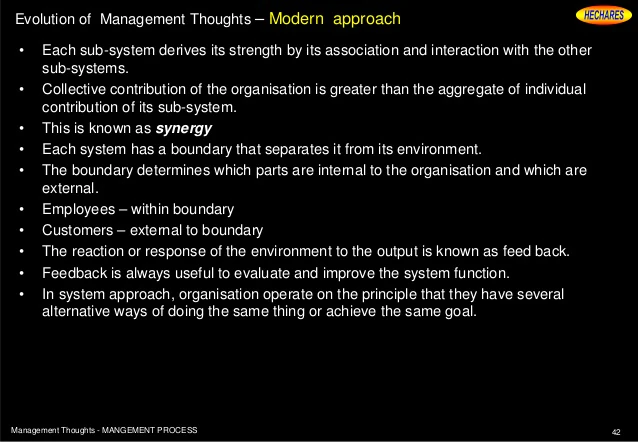 Evolution of  Management Thoughts – Modern  approach
HECHARES
• Each sub-system derives its strength by its association and interaction with the other
sub-systems.
• Collective contribution of the organisation is greater than the aggregate of individual
contribution of its sub-system.
• This is known as synergy
• Each system has a boundary that separates it from its environment.
• The boundary determines which parts are internal to the organisation and which are
external.
• Employees – within boundary
• Customers – external to boundary
• The reaction or response of the environment to the output is known as feed back.
• Feedback is always useful to evaluate and improve the system function.
• In system approach, organisation operate on the principle that they have several
alternative ways of doing the same thing or achieve the same goal.
Management Thoughts - MANGEMENT PROCESS
42